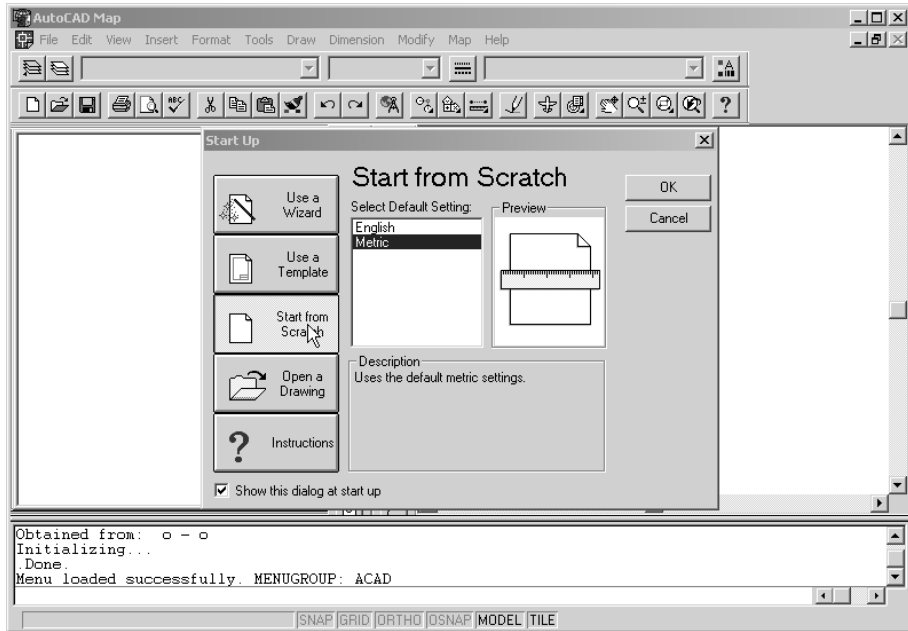 AutoCAD Map
File Edit View Insert Format Tools Draw Dimension Modify Map Help
ABC
A
?
Start Up
Use a
Wizard
Use a
Template
Start from
Scratch
Open a
Drawing
? Instructions
Start from Scratch
Select Default Setting:
English
Metric
Preview
Description
Uses the default metric settings.
OK
Cancel
Show this dialog at start up
Obtained from: o - o
Initializing...
.Done.
Menu loaded successfully. MENUGROUP: ACAD
SNAP GRID ORTHO OSNAP MODEL TILE